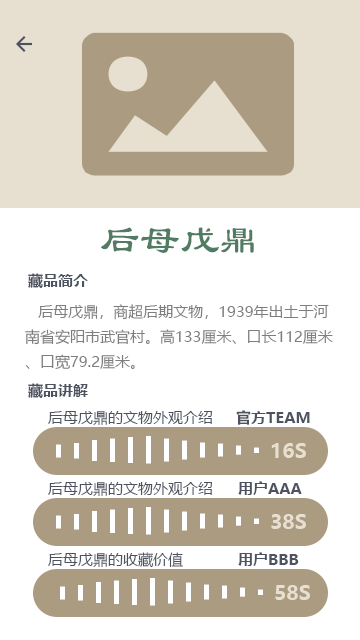 后母戊鼎
藏品简介
后母戊鼎，商超后期文物，1939年出土于河
南省安阳市武官村。高133厘米、口长112厘米
、口宽79.2厘米。
藏品讲解
后母戊鼎的文物外观介绍 官方TEAM
16S
后母戊鼎的文物外观介绍 用户AAA
38S
后母戊鼎的收藏价值 用户BBB
58S